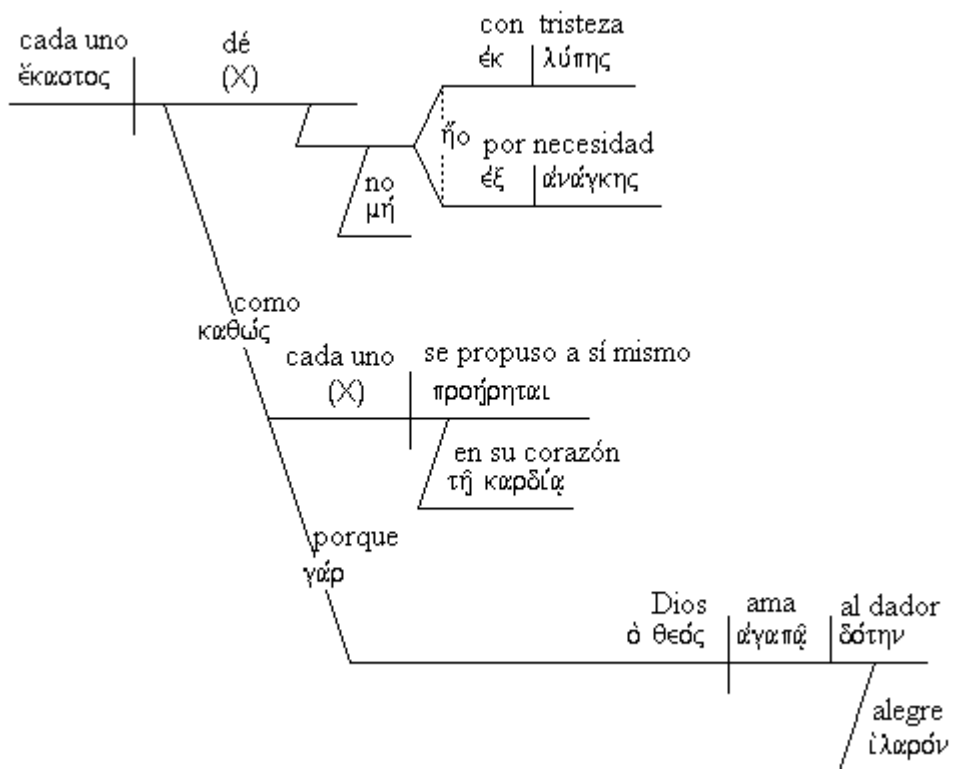 cada uno
ἕκαστος
dé
(X)
con tristeza
ἐκ λύπης
ἤ o
por necesidad
ἐξ ἀνάγκης
no
μή
como
καθώς
cada uno
(X)
se propuso a sí mismo
προῄρηται
en su corazón
τῇ καρδίᾳ
porque
γάρ
Dios
ὁ θεός
ama
ἀγαπᾷ
al dador
δότην
alegre
ἱλαρόν